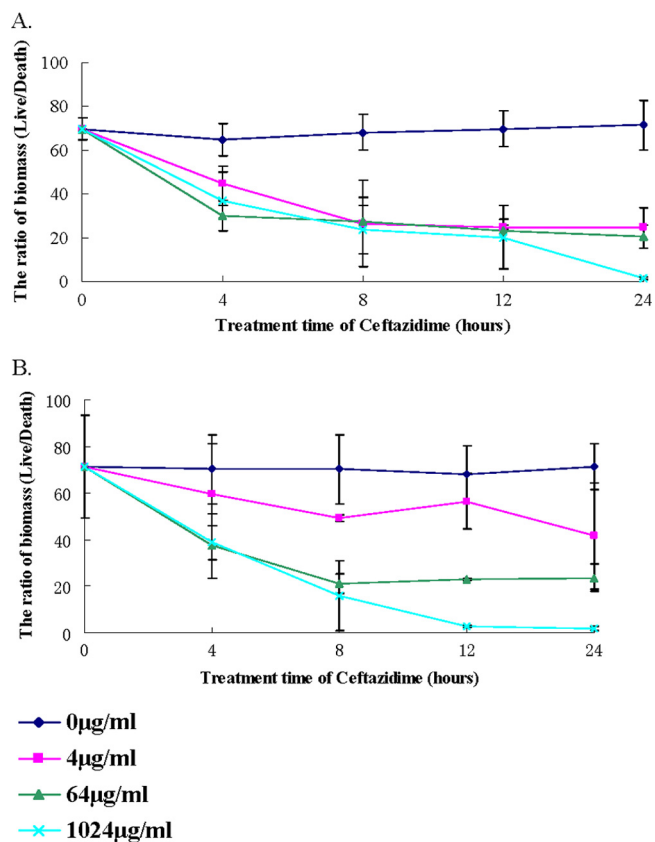 A.
The ratio of biomass (Live/Death)
100
80
60
40
20
0
0 4 8 12 24
Treatment time of Ceftazidime (hours)
B.
The ratio of biomass (Live/Death)
100
80
60
40
20
0
0 4 8 12 24
Treatment time of Ceftazidime (hours)
0μg/ml
4μg/ml
64μg/ml
1024μg/ml